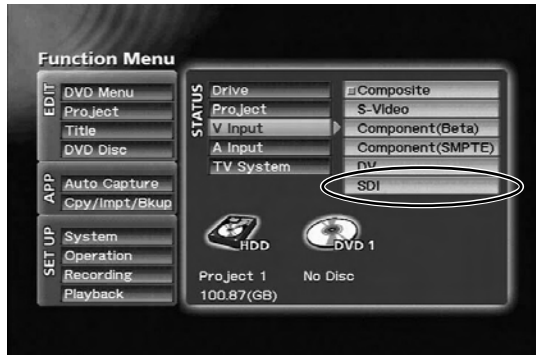 Function Menu
EDIT
DVD Menu
Project
Title
DVD Disc
APP
Auto Capture
Cpy/Impt/Bkup
SET UP
System
Operation
Recording
Playback
STATUS
Drive
Project
V Input
A Input
TV System
Composite
S-Video
Component(Beta)
Component(SMPTE)
DV
SDI
HDD
DVD 1
Project 1
No Disc
100.87(GB)